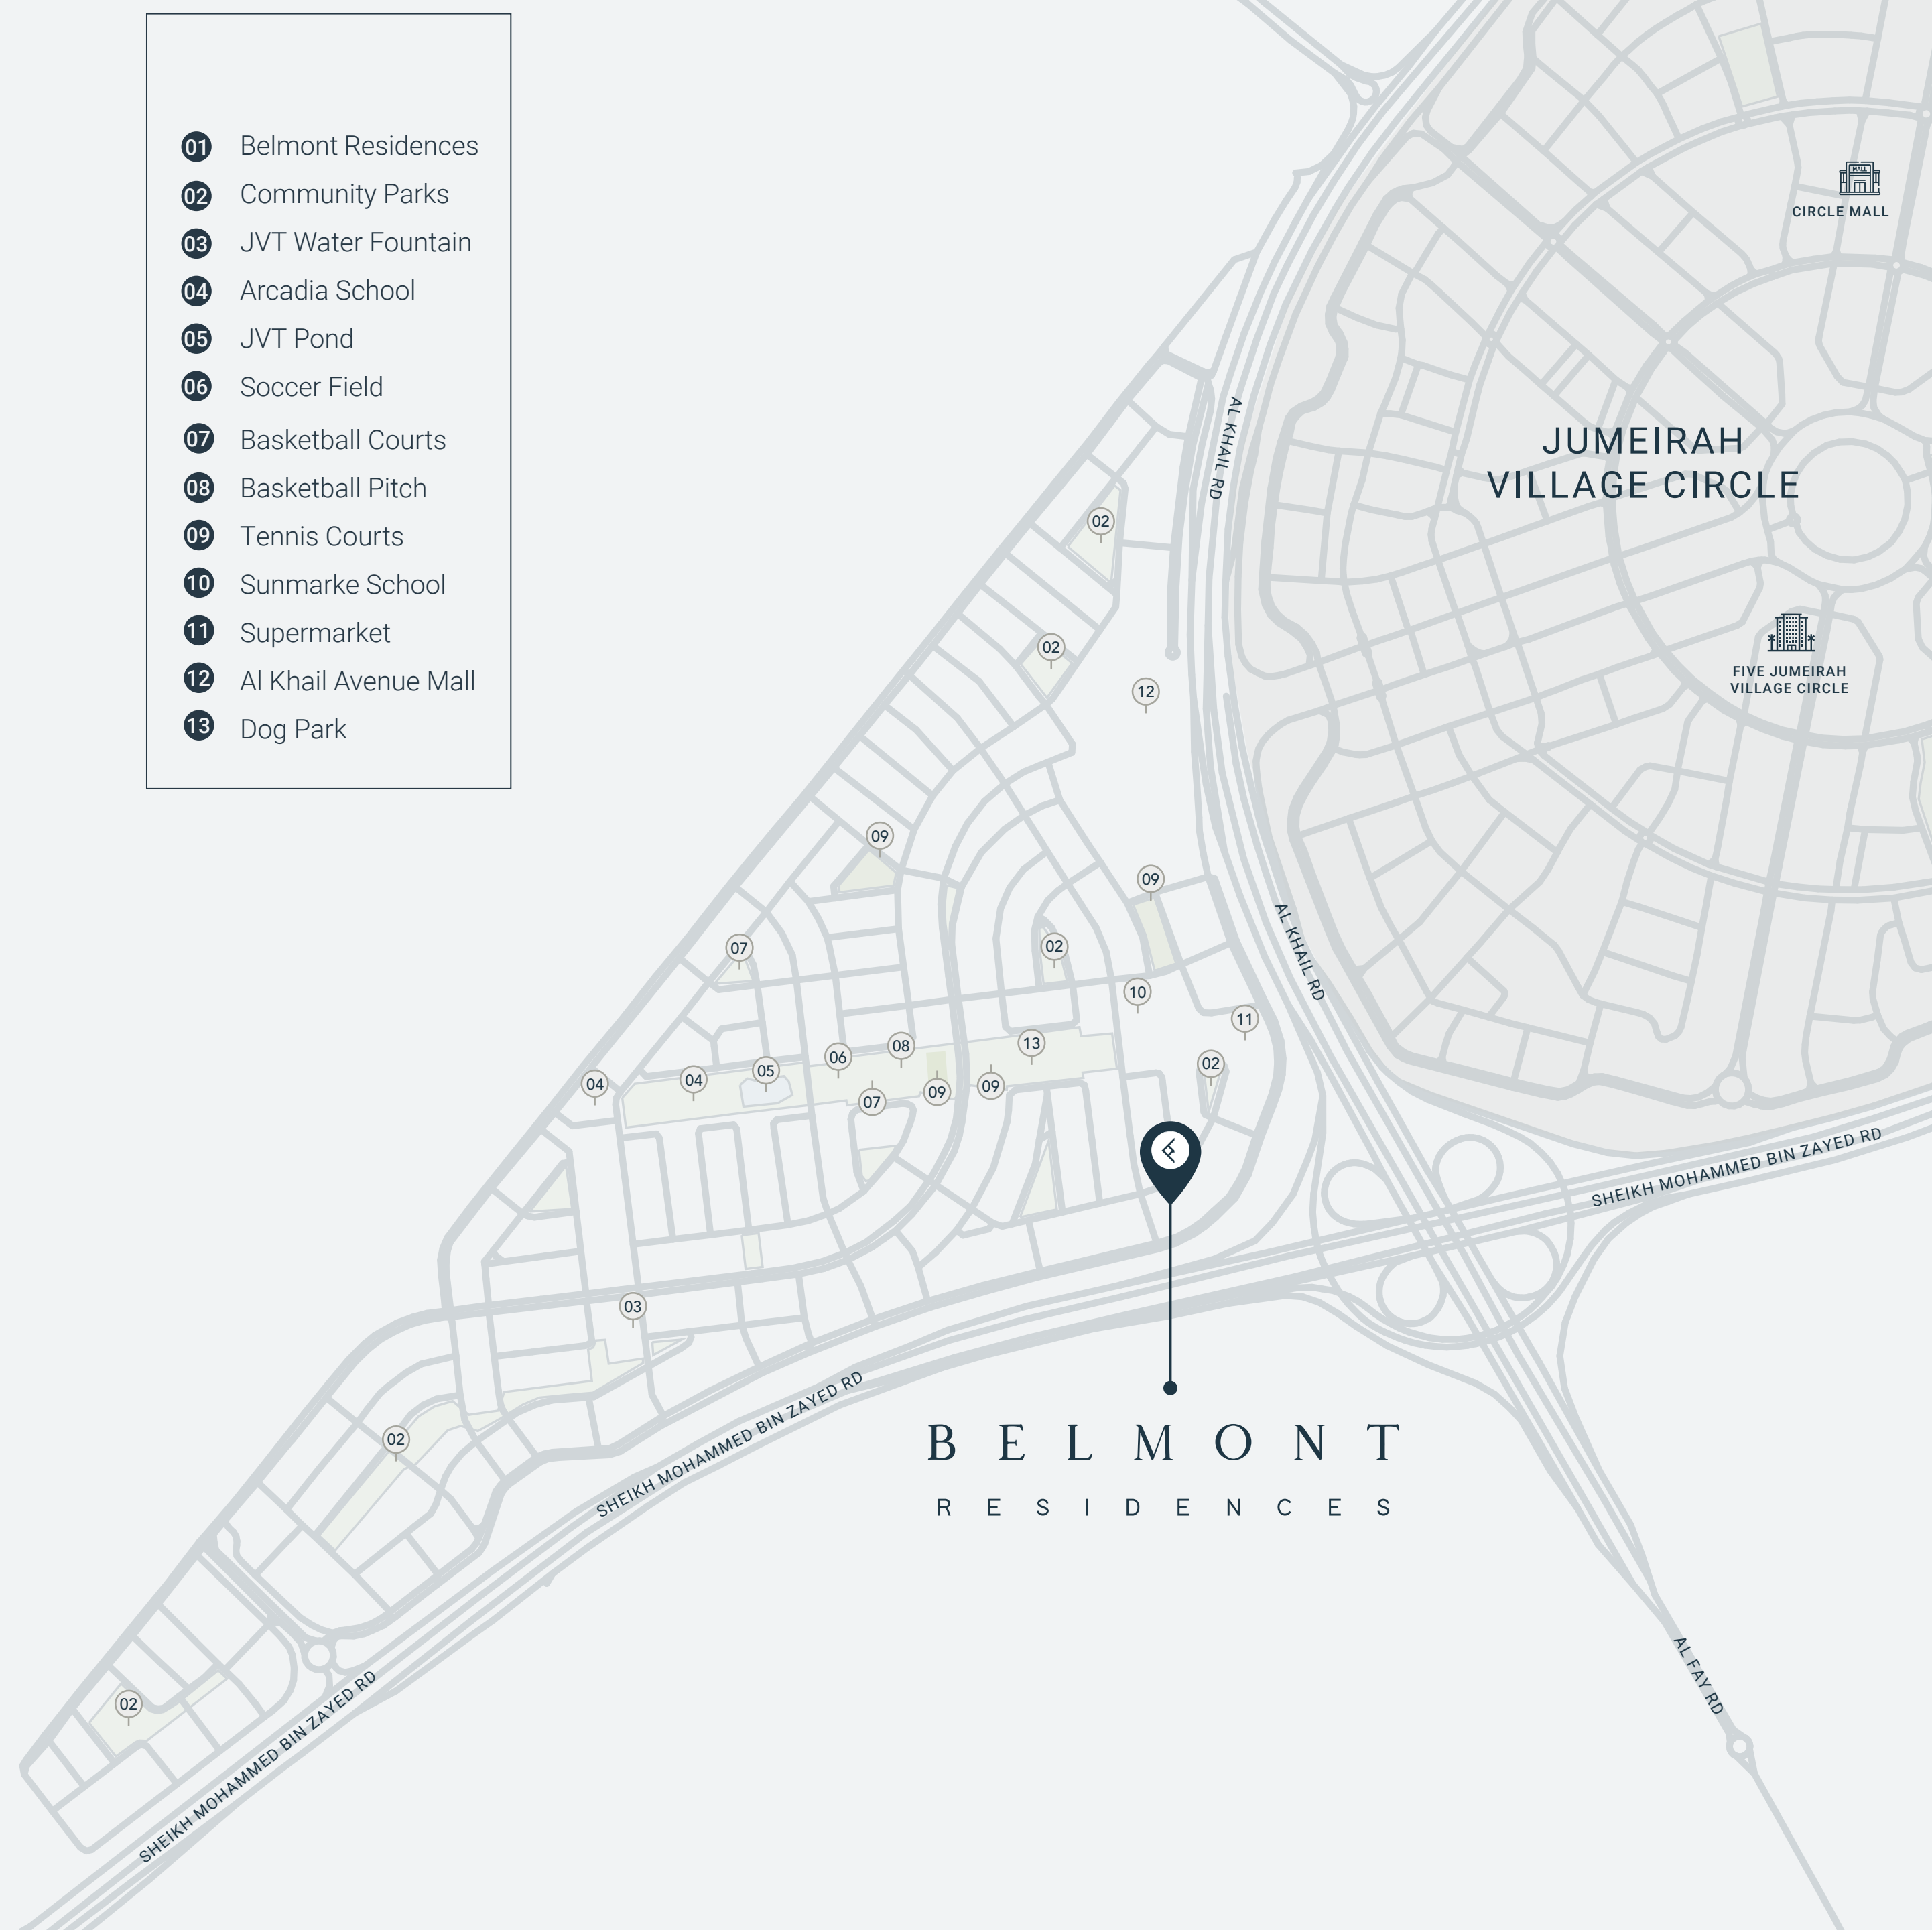 01 Belmont Residences
02 Community Parks
03 JVT Water Fountain
04 Arcadia School
05 JVT Pond
06 Soccer Field
07 Basketball Courts
08 Basketball Pitch
09 Tennis Courts
10 Sunmarke School
11 Supermarket
12 Al Khail Avenue Mall
13 Dog Park
MALL
CIRCLE MALL
AL KHAIL RD
JUMEIRAH
VILLAGE CIRCLE
02
FIVE JUMEIRAH
VILLAGE CIRCLE
02
12
09
09
AL KHAIL RD
07
02
10
11
13
08
06
02
05
04
04
09
09
07
SHEIKH MOHAMMED BIN ZAYED RD
03
SHEIKH MOHAMMED BIN ZAYED RD
02
BELMONT
RESIDENCES
AL FAY RD
02
SHEIKH MOHAMMED BIN ZAYED RD